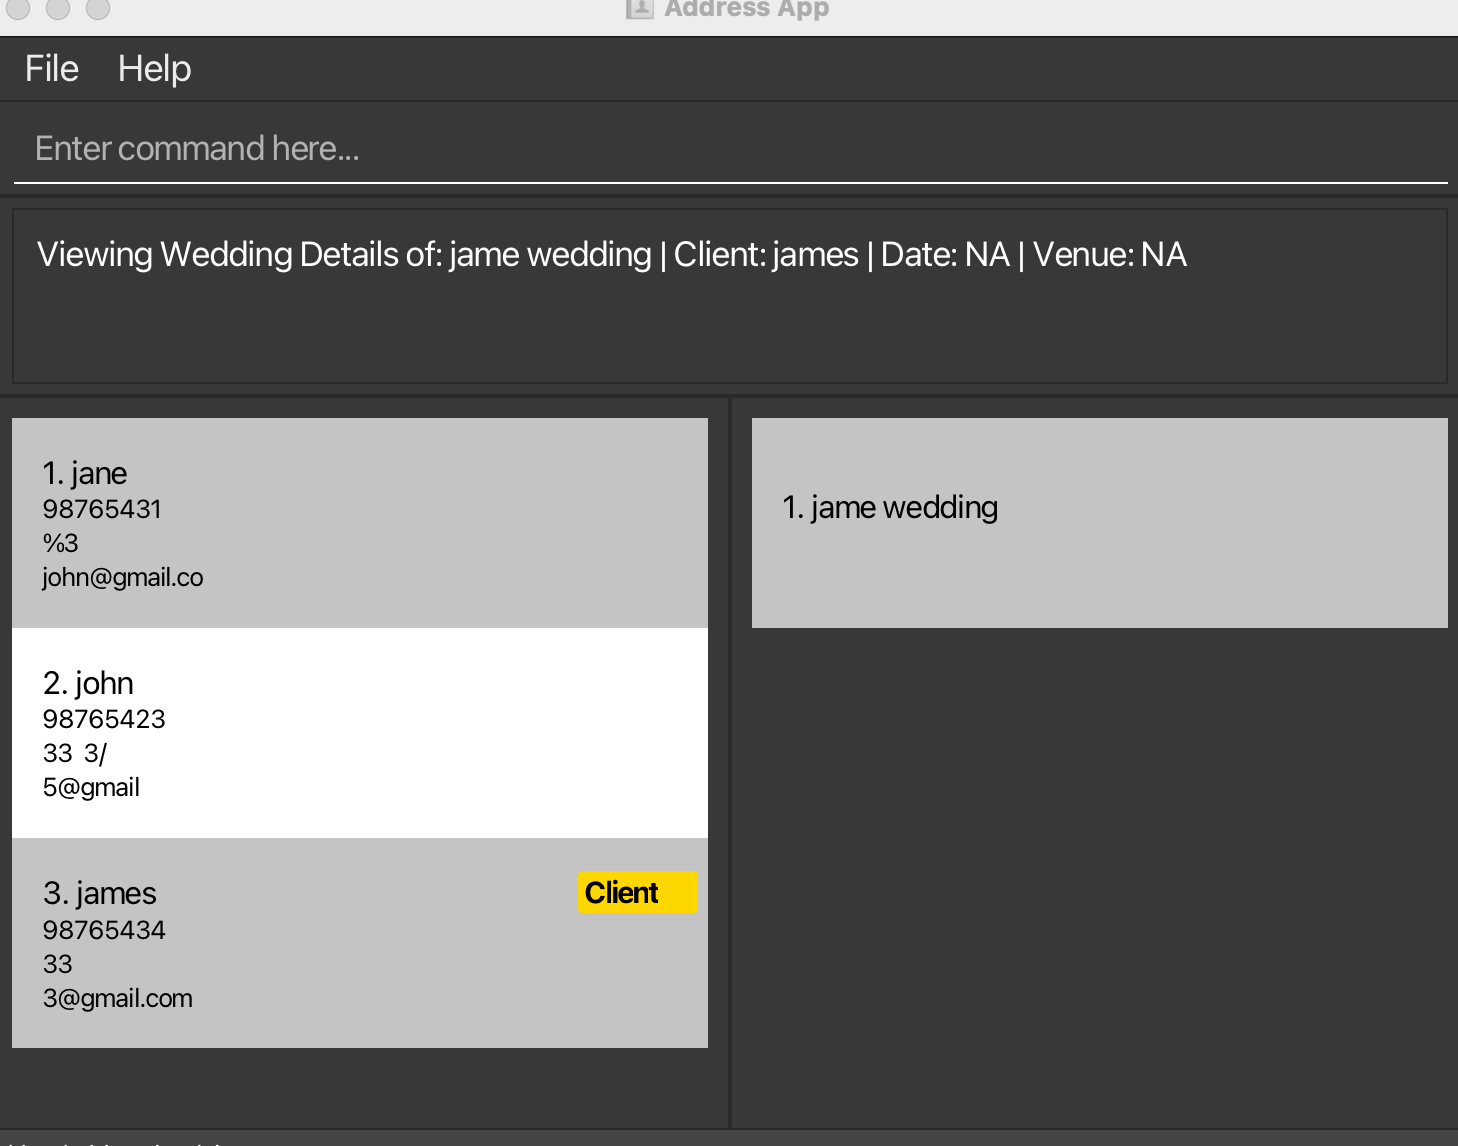 Address App
File Help
Enter command here...
Viewing Wedding Details of: jame wedding | Client: james | Date: NA | Venue: NA
1. jane
98765431
%3
john@gmail.co
2. john
98765423
33 3/
5@gmail
3. james
Client
98765434
33
3@gmail.com
1. jame wedding